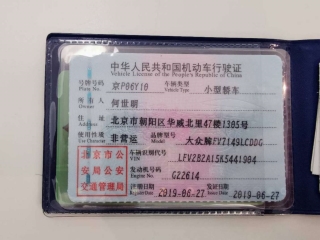 中华人民共和国机动车行驶证
Vehicle License of the People's Republic of China
号牌号码 京P06Y10 车辆类型 小型轿车
Plate No. Vehicle Type
所有人 何世明
Owner
住址 北京市朝阳区华威北里47楼1305号
Address
使用性质 非营运 品牌型号 大众牌FV7149LCDDG
Use Character Model
北京市公
安局公安
交通管理局
车辆识别代号 LFV2B2A15K5441904
VIN
发动机号码 G22614
Engine No.
注册日期 2019-06-27 发证日期 2019-06-27
Register Date Issue Date